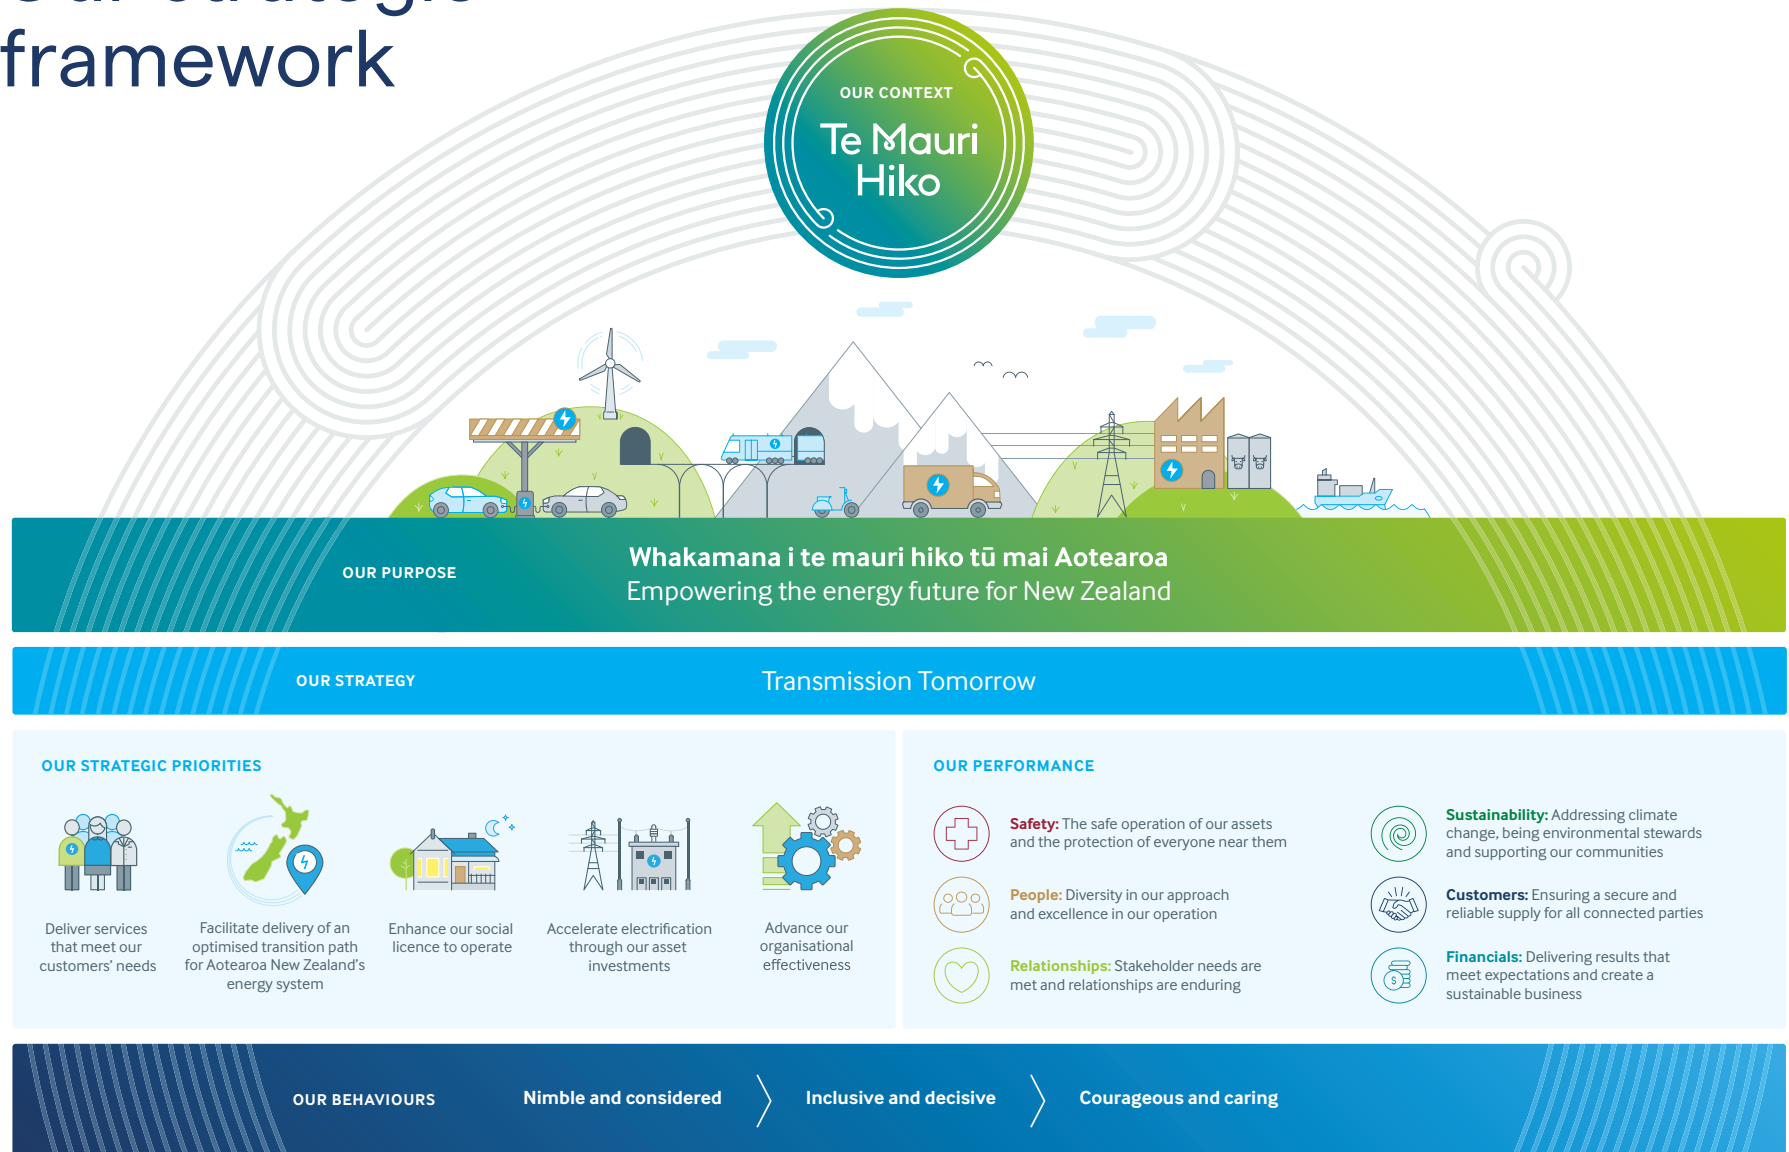 Our strategic
framework
OUR CONTEXT
Te Mauri
Hiko
OUR PURPOSE
Whakamana i te mauri hiko tū mai Aotearoa
Empowering the energy future for New Zealand
OUR STRATEGY
Transmission Tomorrow
OUR STRATEGIC PRIORITIES
Deliver services
that meet our
customers' needs
Facilitate delivery of an
optimised transition path
for Aotearoa New Zealand's
energy system
Enhance our social
licence to operate
Accelerate electrification
through our asset
investments
Advance our
organisational
effectiveness
OUR PERFORMANCE
Safety: The safe operation of our assets
and the protection of everyone near them
People: Diversity in our approach
and excellence in our operation
Relationships: Stakeholder needs are
met and relationships are enduring
Sustainability: Addressing climate
change, being environmental stewards
and supporting our communities
Customers: Ensuring a secure and
reliable supply for all connected parties
$
Financials: Delivering results that
meet expectations and create a
sustainable business
OUR BEHAVIOURS
Nimble and considered
Inclusive and decisive
Courageous and caring